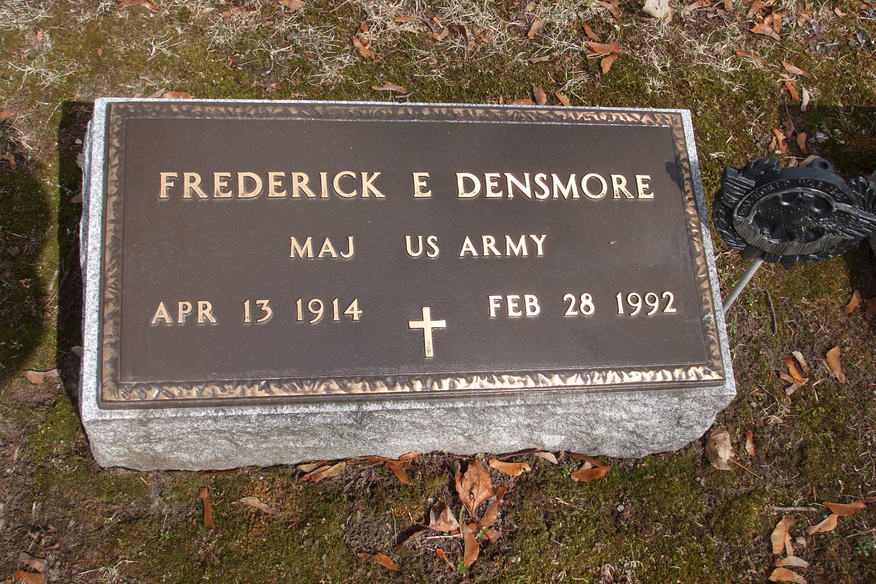 FREDERICK E DENSMORE
MAJ US ARMY
APR 13 1914 FEB 28 1992